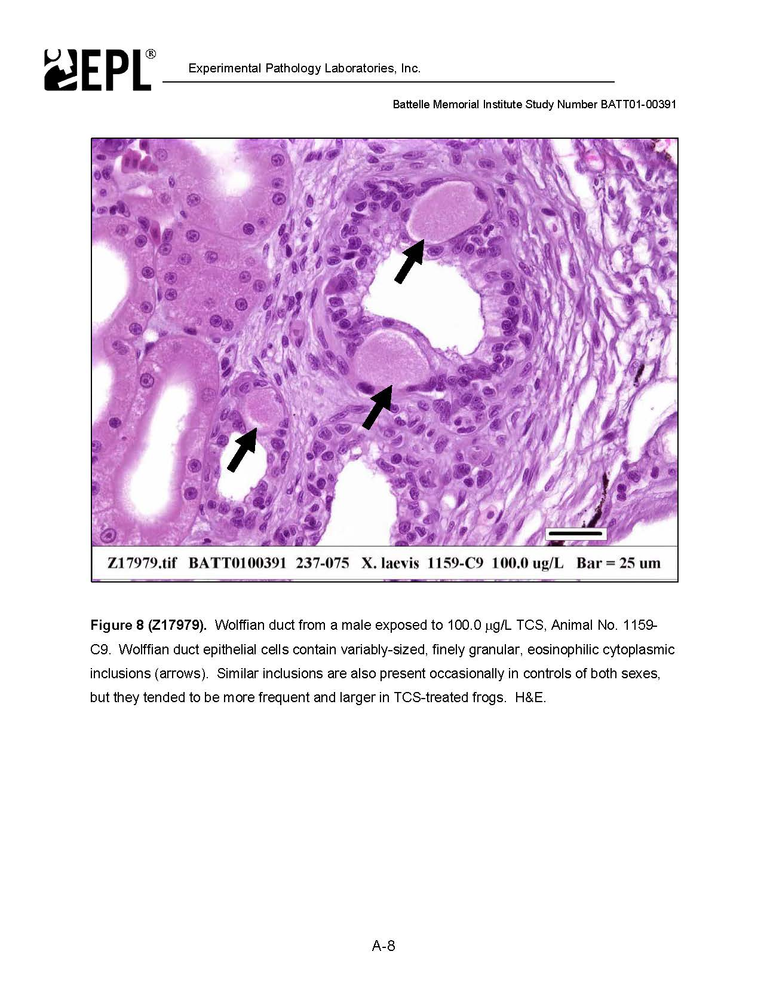 EPL®
Experimental Pathology Laboratories, Inc.
Battelle Memorial Institute Study Number BATT01-00391
Z17979.tif BATT0100391 237-075 X. laevis 1159-C9 100.0 ug/L Bar = 25 um
Figure 8 (Z17979). Wolffian duct from a male exposed to 100.0 µg/L TCS, Animal No. 1159-
C9. Wolffian duct epithelial cells contain variably-sized, finely granular, eosinophilic cytoplasmic
inclusions (arrows). Similar inclusions are also present occasionally in controls of both sexes,
but they tended to be more frequent and larger in TCS-treated frogs. H&E.
A-8